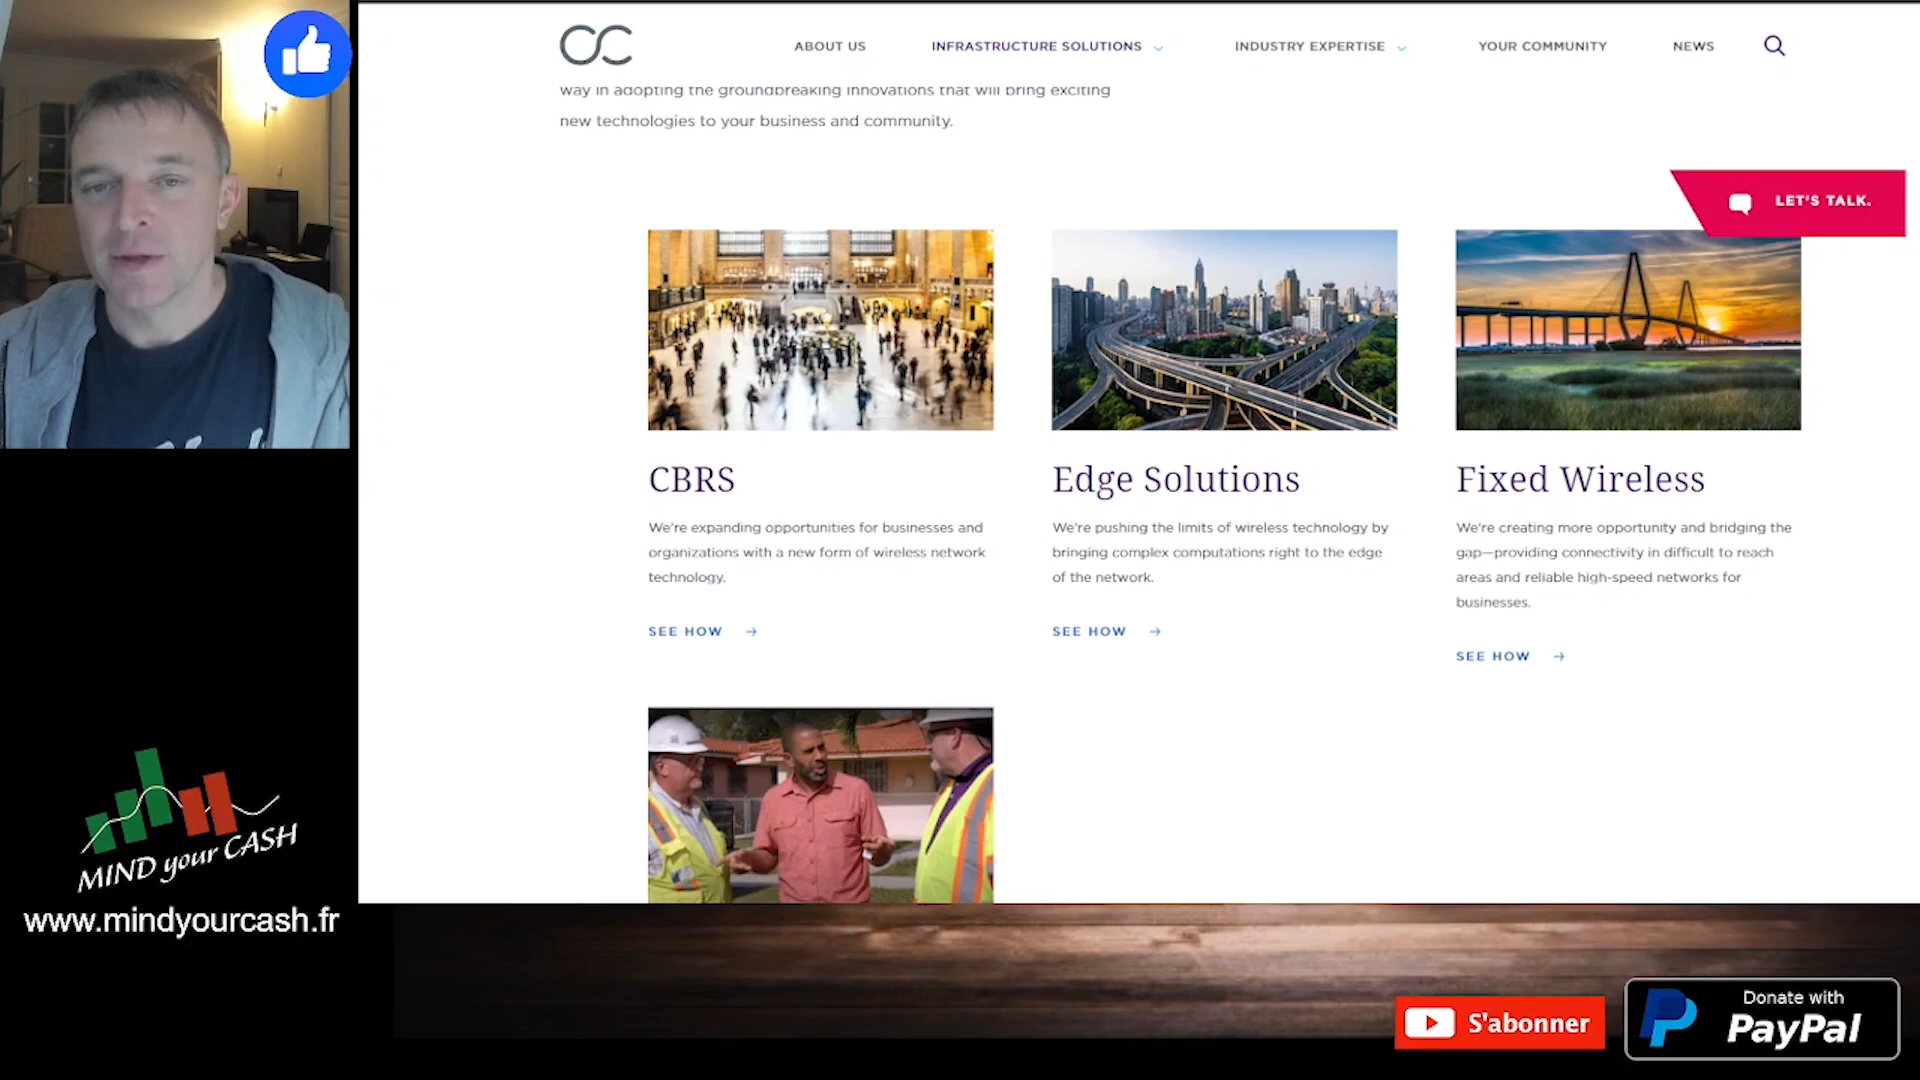 ABOUT US
INFRASTRUCTURE SOLUTIONS
INDUSTRY EXPERTISE
YOUR COMMUNITY
NEWS
way in adopting the groundbreaking innovations that will bring exciting
new technologies to your business and community.
LET'S TALK.
CBRS
We're expanding opportunities for businesses and
organizations with a new form of wireless network
technology.
SEE HOW
Edge Solutions
We're pushing the limits of wireless technology by
bringing complex computations right to the edge
of the network.
SEE HOW
Fixed Wireless
We're creating more opportunity and bridging the
gap—providing connectivity in difficult to reach
areas and reliable high-speed networks for
businesses.
SEE HOW
MIND your CASH
www.mindyourcash.fr
S'abonner
Donate with
PayPal